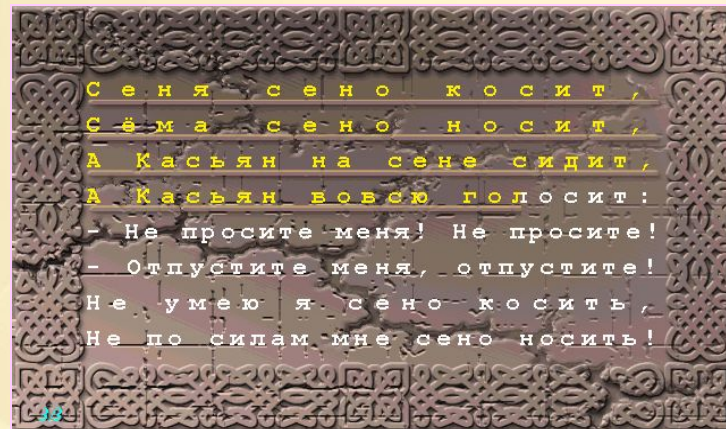 Сеня сено косит,
Сёма сено носит,
А Касьян на сене сидит,
А Касьян вовсю голосит:
- Не просите меня! Не просите!
- Отпустите меня, отпустите!
Не умею я сено косить,
Не по силам мне сено носить!